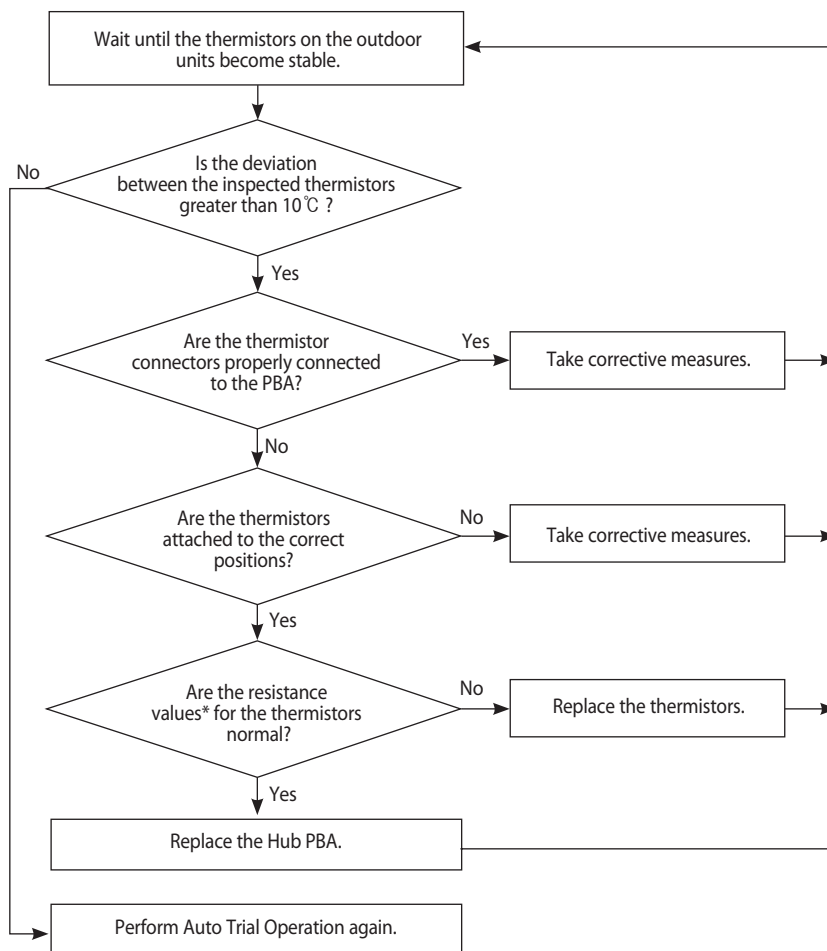 Wait until the thermistors on the outdoor
units become stable.
No
Is the deviation
between the inspected thermistors
greater than 10℃ ?
Yes
Are the thermistor
connectors properly connected
to the PBA?
Yes
Take corrective measures.
No
Are the thermistors
attached to the correct
positions?
No
Take corrective measures.
Yes
Are the resistance
values* for the thermistors
normal?
No
Replace the thermistors.
Yes
Replace the Hub PBA.
Perform Auto Trial Operation again.